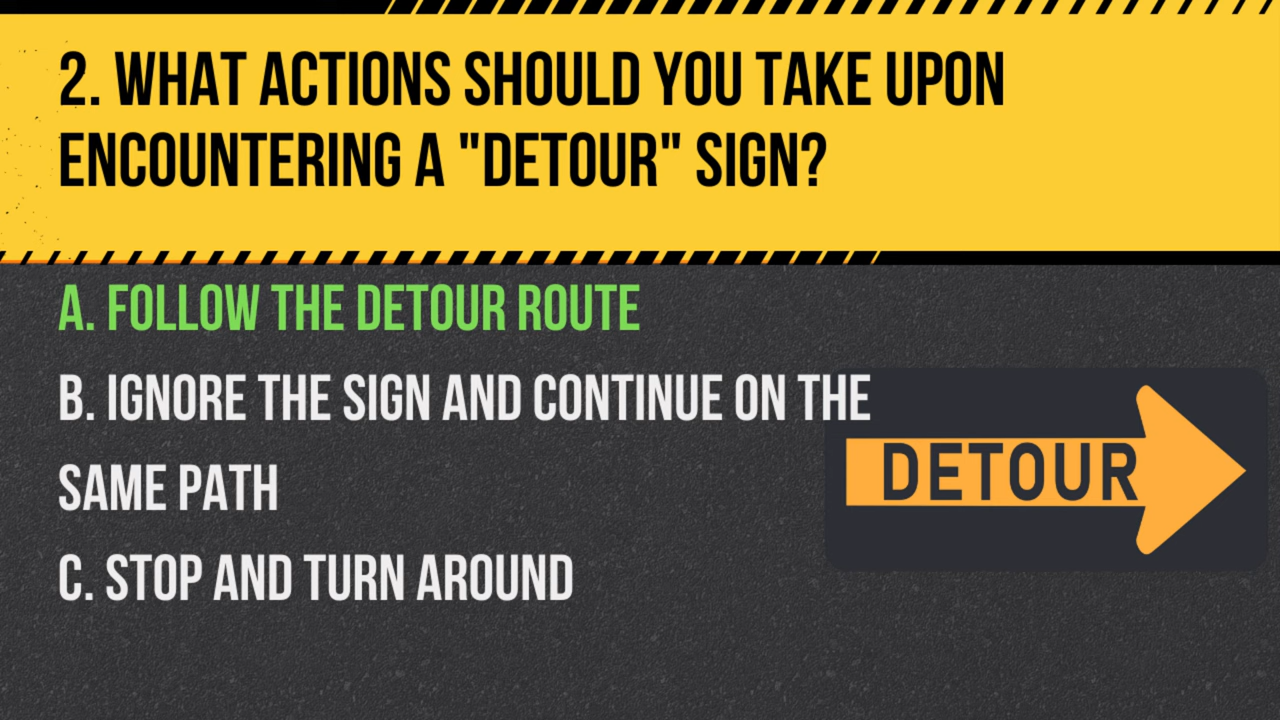 2. WHAT ACTIONS SHOULD YOU TAKE UPON
ENCOUNTERING A "DETOUR" SIGN?
A. FOLLOW THE DETOUR ROUTE
B. IGNORE THE SIGN AND CONTINUE ON THE
SAME PATH
C. STOP AND TURN AROUND
DETOUR